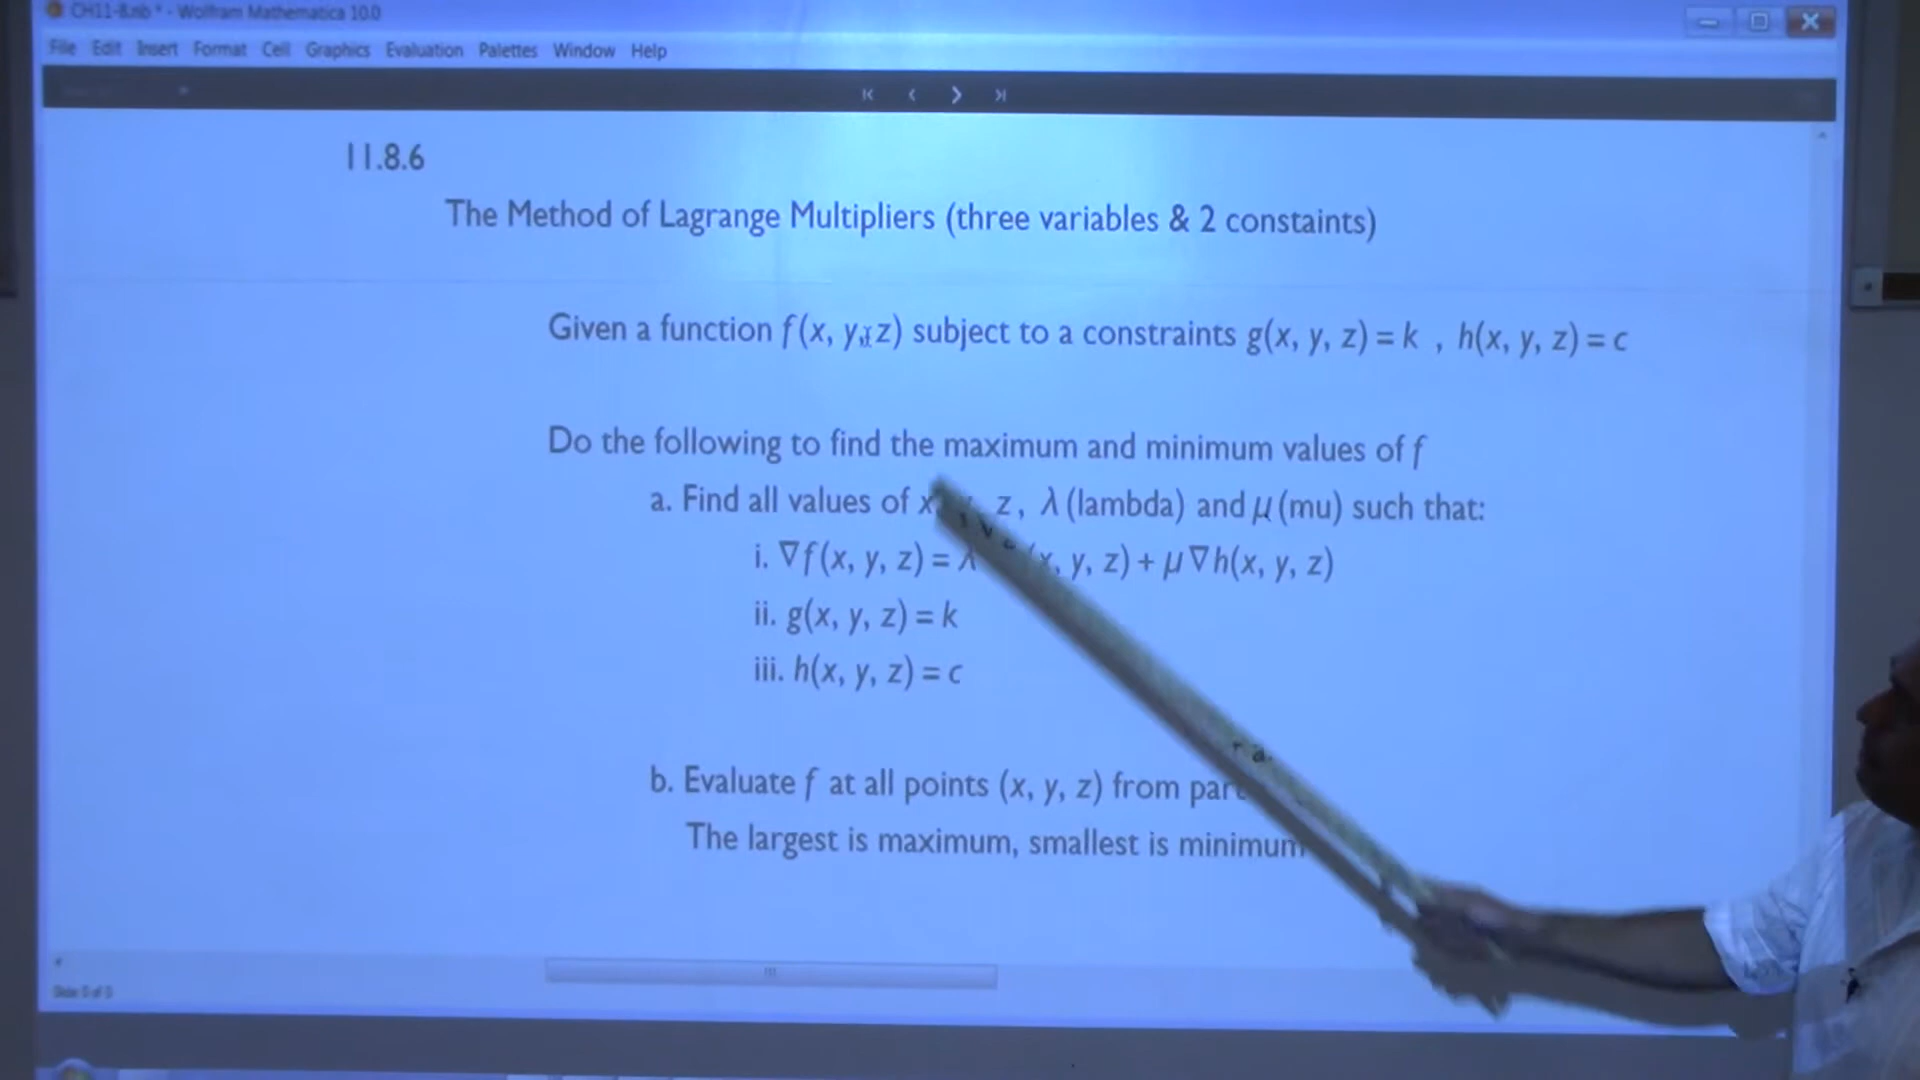 CH11-8.nb * - Wolfram Mathematica 10.0
File Edit Insert Format Cell Graphics Evaluation Palettes Window Help
11.8.6
The Method of Lagrange Multipliers (three variables & 2 constaints)
Given a function f(x, y, z) subject to a constraints g(x, y, z) = k , h(x, y, z) = c
Do the following to find the maximum and minimum values of f
a. Find all values of x, y, z, λ (lambda) and μ (mu) such that:
i. ∇f(x, y, z) = λ (x, y, z) + μ∇h(x, y, z)
ii. g(x, y, z) = k
iii. h(x, y, z) = c
b. Evaluate f at all points (x, y, z) from part a.
The largest is maximum, smallest is minimum